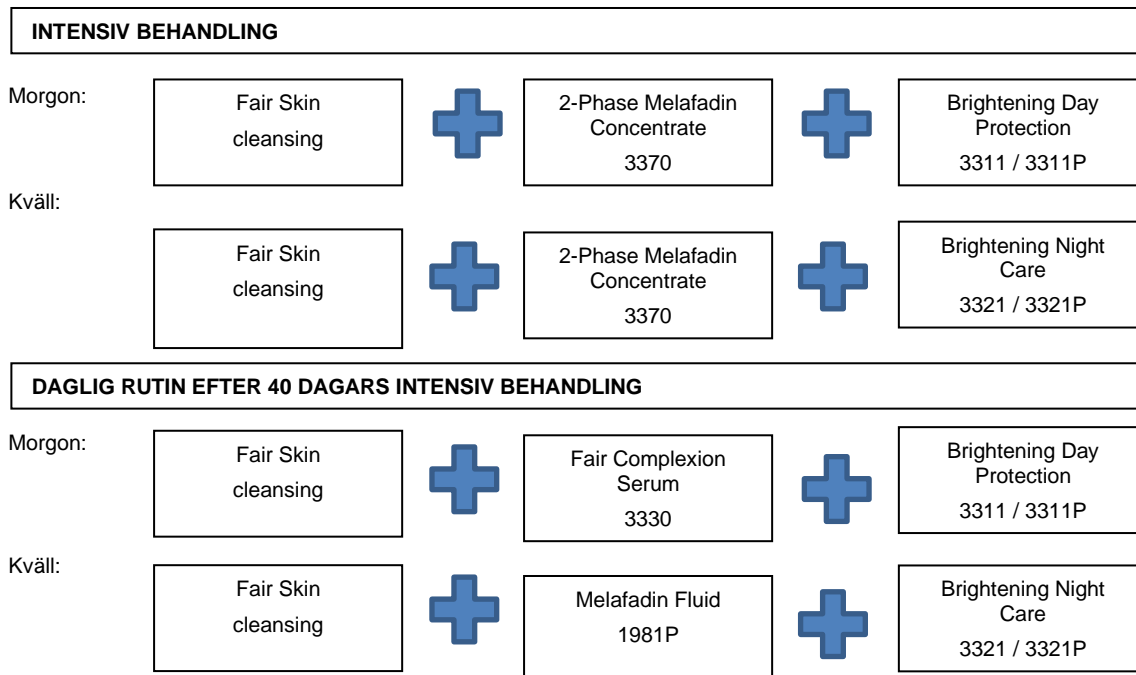 INTENSIV BEHANDLING
Morgon:
Fair Skin
cleansing
2-Phase Melafadin
Concentrate
3370
Brightening Day
Protection
3311 / 3311P
Kväll:
Fair Skin
cleansing
2-Phase Melafadin
Concentrate
3370
Brightening Night
Care
3321 / 3321P
DAGLIG RUTIN EFTER 40 DAGARS INTENSIV BEHANDLING
Morgon:
Fair Skin
cleansing
Fair Complexion
Serum
3330
Brightening Day
Protection
3311 / 3311P
Kväll:
Fair Skin
cleansing
Melafadin Fluid
1981P
Brightening Night
Care
3321 / 3321P